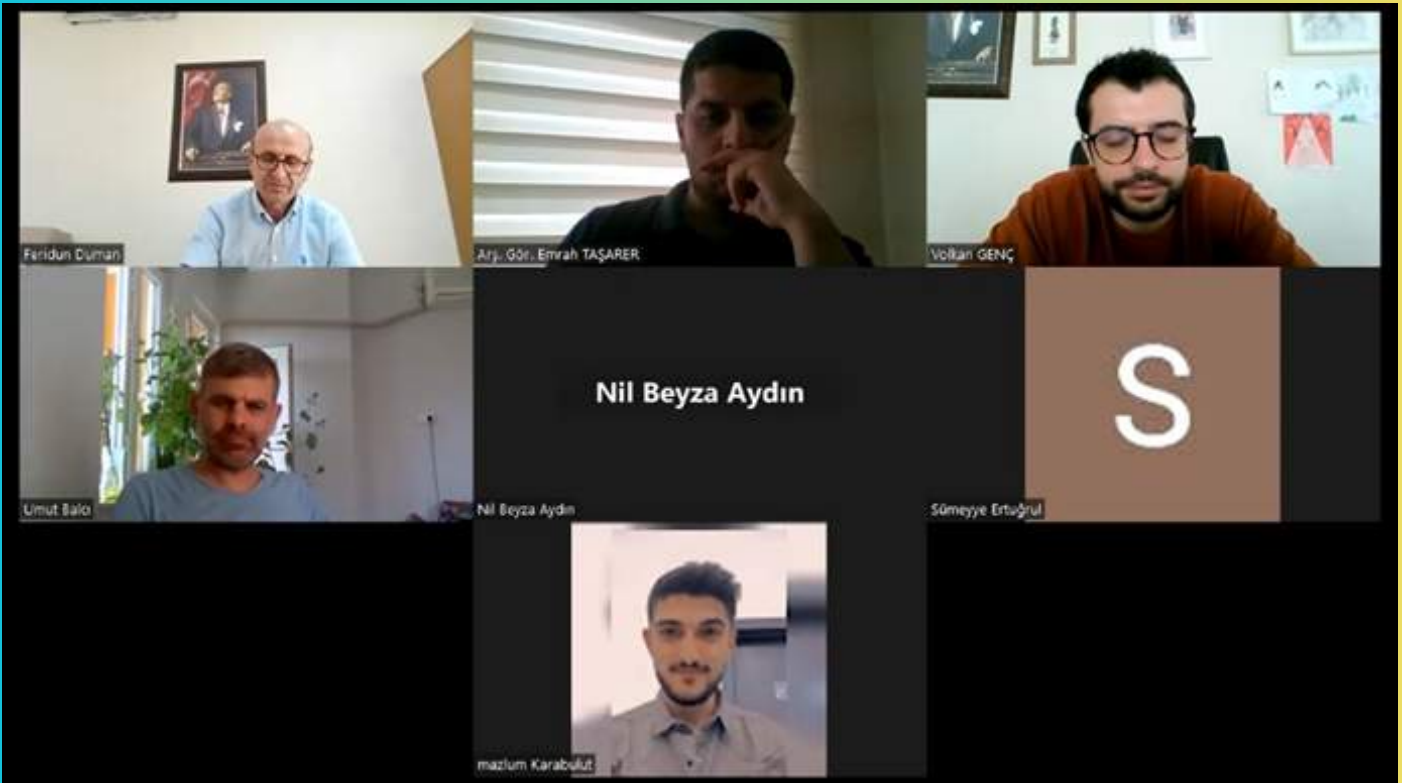 Feridun Duman
Arş. Gör. Emrah TAŞARER
Volkan GENÇ
Umut Balcı
Nil Beyza Aydın
Nil Beyza Aydın
S
Sümeyye Ertuğrul
mazlum Karabulut